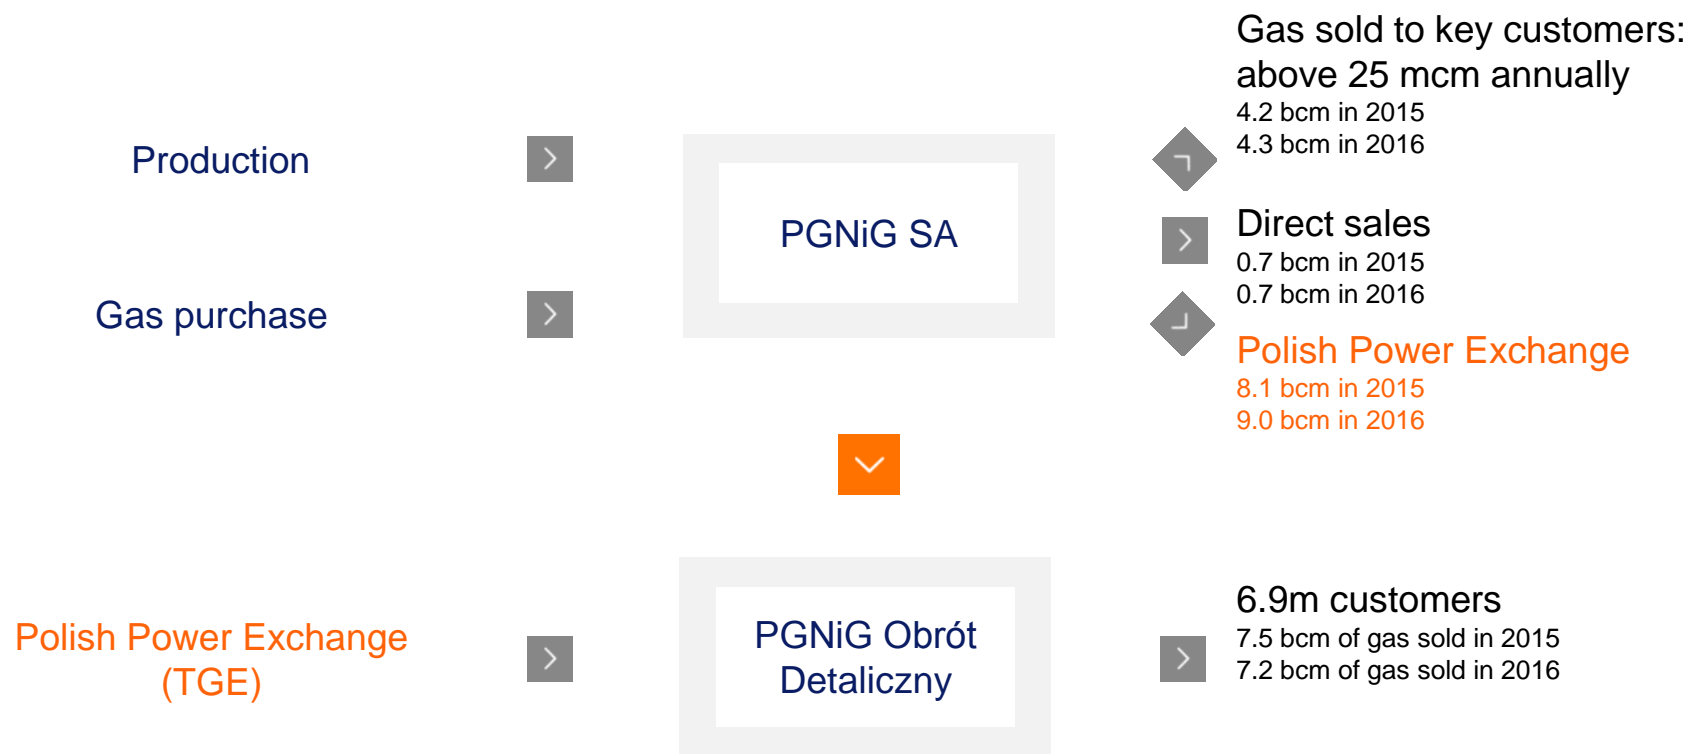 Gas sold to key customers:
above 25 mcm annually
4.2 bcm in 2015
4.3 bcm in 2016
Production
PGNiG SA
Direct sales
0.7 bcm in 2015
0.7 bcm in 2016
Gas purchase
Polish Power Exchange
8.1 bcm in 2015
9.0 bcm in 2016
Polish Power Exchange
(TGE)
PGNiG Obrót
Detaliczny
6.9m customers
7.5 bcm of gas sold in 2015
7.2 bcm of gas sold in 2016